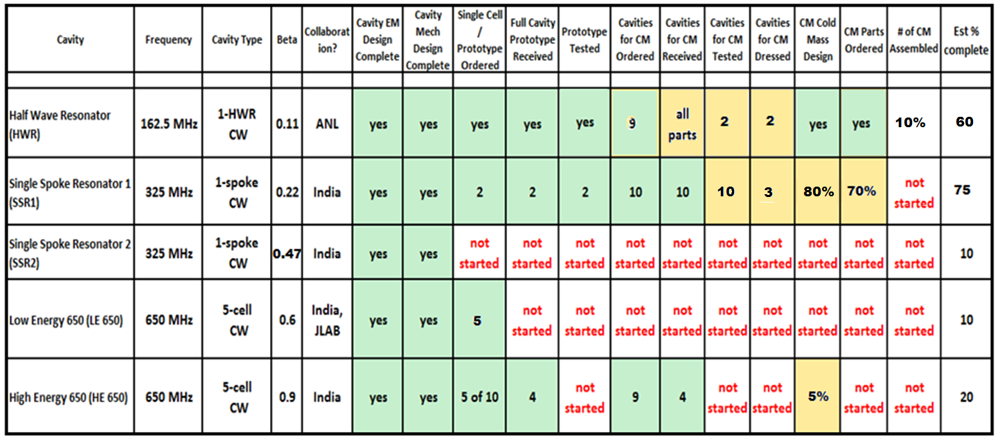 Cavity
Frequency
Cavity Type
Beta
Collaborat
ion?
Cavity EM
Design
Complete
Cavity
Mech
Design
Complete
Single Cell
/
Prototype
Ordered
Full Cavity
Prototype
Received
Prototype
Tested
Cavities
for CM
Ordered
Cavities
for CM
Received
Cavities
for CM
Tested
Cavities
for CM
Dressed
CM Cold
Mass
Design
CM Parts
Ordered
# of CM
Assembled
Est %
complete
Half Wave Resonator
(HWR)
162.5 MHz
1-HWR
CW
0.11
ANL
yes
yes
yes
yes
yes
9
all
parts
2
2
yes
yes
10%
60
Single Spoke Resonator 1
(SSR1)
325 MHz
1-spoke
CW
0.22
India
yes
yes
2
2
2
10
10
10
3
80%
70%
not
started
75
Single Spoke Resonator 2
(SSR2)
325 MHz
1-spoke
CW
0.47
India
yes
yes
not
started
not
started
not
started
not
started
not
started
not
started
not
started
not
started
not
started
not
started
10
Low Energy 650 (LE 650)
650 MHz
5-cell
CW
0.6
India,
JLAB
yes
yes
5
not
started
not
started
not
started
not
started
not
started
not
started
not
started
not
started
not
started
10
High Energy 650 (HE 650)
650 MHz
5-cell
CW
0.9
India
yes
yes
5 of 10
4
not
started
9
4
not
started
not
started
5%
not
started
not
started
20